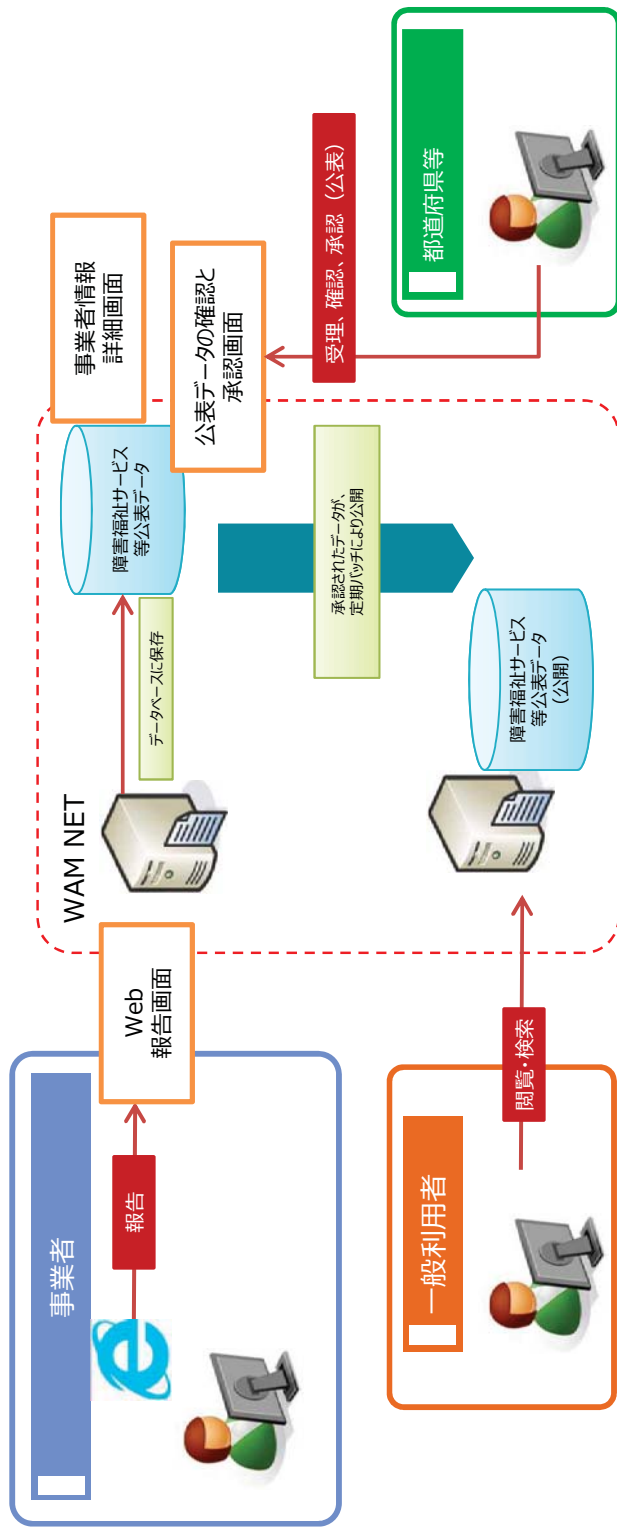 事業者
報告
Web
報告画面
WAM NET
データベースに保存
障害福祉サービス
等公表データ
事業者情報
詳細画面
公表データの確認と
承認画面
承認されたデータが、
定期バッチにより公開
受理、確認、承認（公表）
都道府県等
一般利用者
閲覧・検索
障害福祉サービス
等公表データ
（公開）